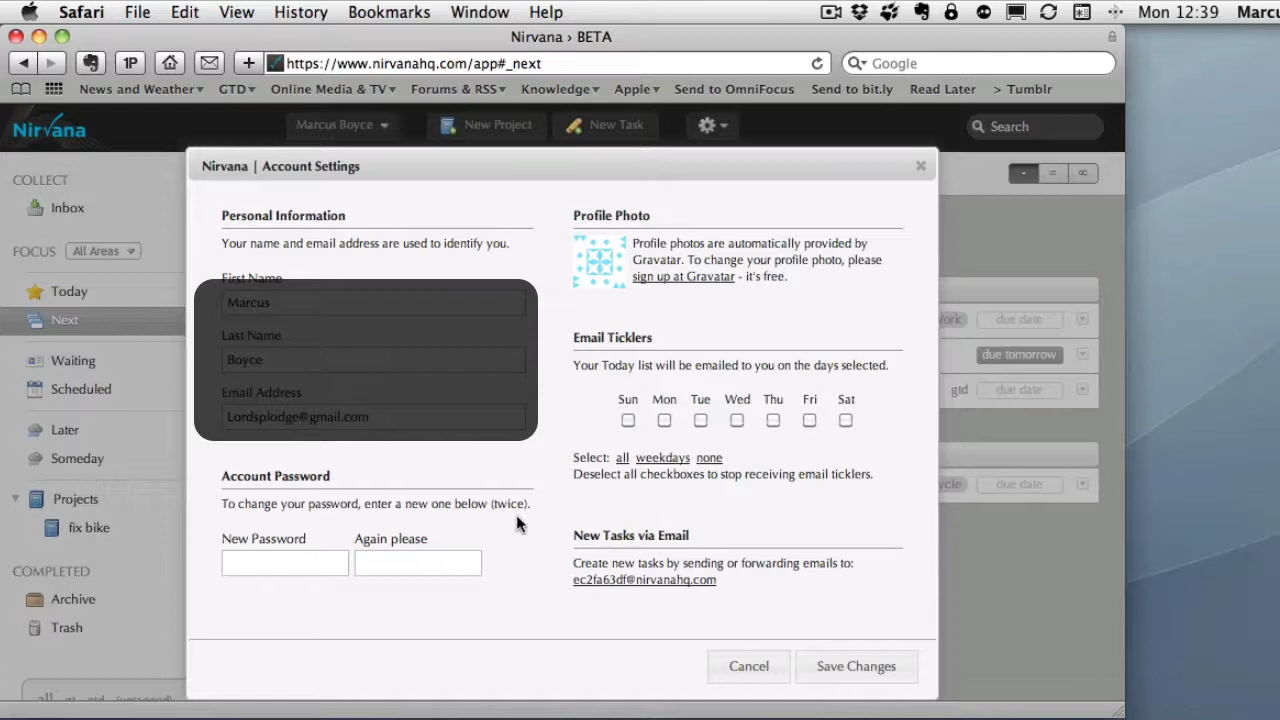 Safari File Edit View History Bookmarks Window Help Mon 12:39 Marcu
Nirvana › BETA
1P https://www.nirvanahq.com/app#_next Google
News and Weather GTD Online Media & TV Forums & RSS Knowledge Apple Send to OmniFocus Send to bit.ly Read Later > Tumblr
Nirvana Marcus Boyce New Project New Task Search
Nirvana | Account Settings
COLLECT
Inbox
FOCUS All Areas
Today
Next
Waiting
Scheduled
Later
Someday
Projects
fix bike
COMPLETED
Archive
Trash
Personal Information
Your name and email address are used to identify you.
First Name
Marcus
Last Name
Boyce
Email Address
Lordsplodge@gmail.com
Account Password
To change your password, enter a new one below (twice).
New Password Again please
Profile Photo
Profile photos are automatically provided by
Gravatar. To change your profile photo, please
sign up at Gravatar - it's free.
Email Ticklers
Your Today list will be emailed to you on the days selected.
Sun Mon Tue Wed Thu Fri Sat
Select: all weekdays none
Deselect all checkboxes to stop receiving email ticklers.
New Tasks via Email
Create new tasks by sending or forwarding emails to:
ec2fa63df@nirvanahq.com
Cancel Save Changes
due date
due tomorrow
gtd due date
due date